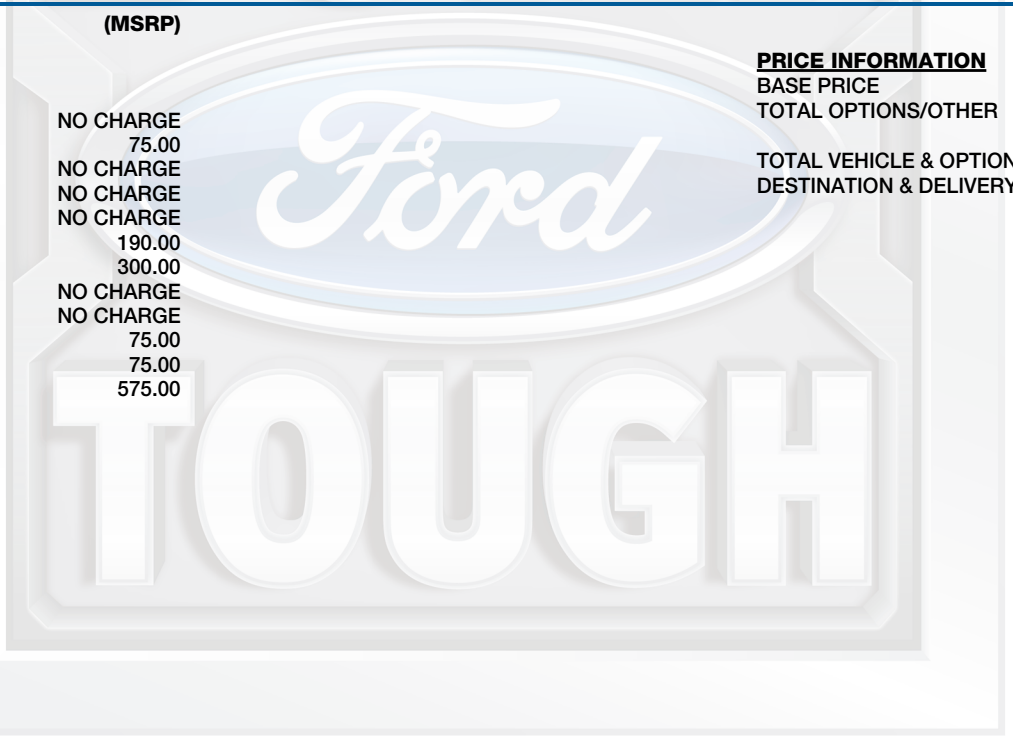 (MSRP)
NO CHARGE
75.00
NO CHARGE
NO CHARGE
NO CHARGE
190.00
300.00
NO CHARGE
NO CHARGE
75.00
75.00
575.00
PRICE INFORMATION
BASE PRICE
TOTAL OPTIONS/OTHER
TOTAL VEHICLE & OPTION
DESTINATION & DELIVERY
Ford
TOUGH